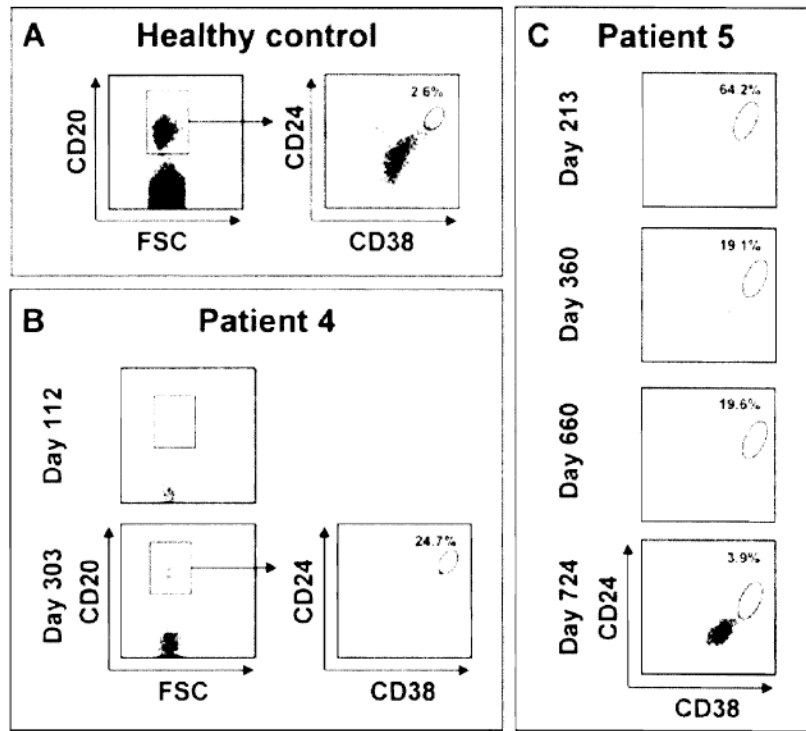 A Healthy control
CD20
FSC
2.6%
CD24
CD38
B Patient 4
Day 112
Day 303
CD20
FSC
24.7%
CD24
CD38
C Patient 5
Day 213
64.2%
Day 360
19.1%
Day 660
19.6%
Day 724
3.9%
CD24
CD38